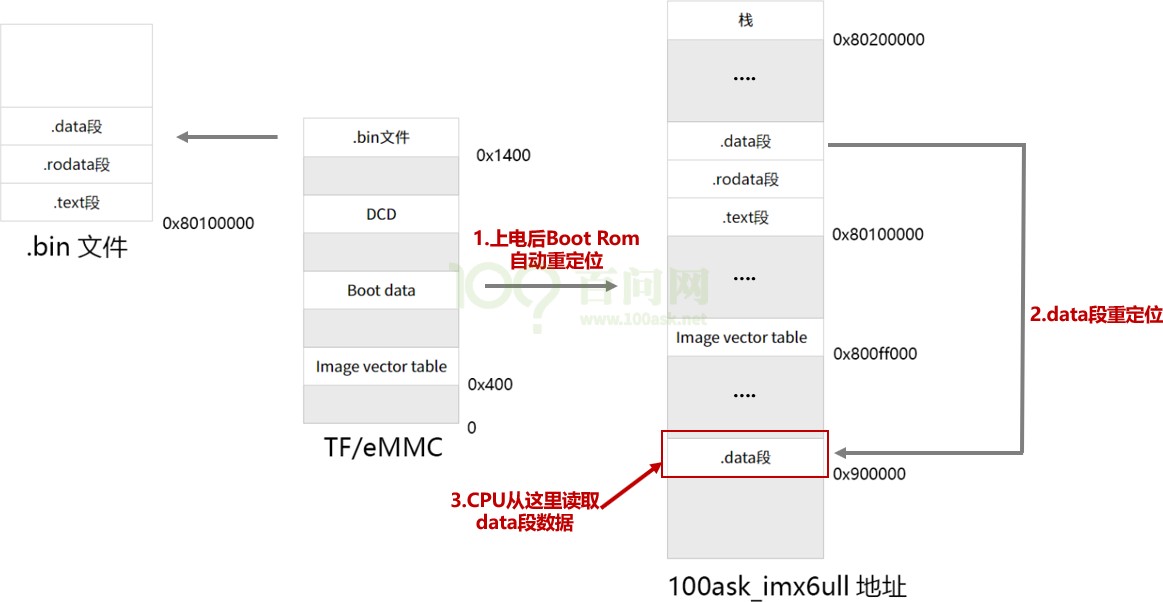 .data段
.rodata段
.text段
0x80100000
.bin 文件
.bin文件
0x1400
DCD
Boot data
Image vector table
0x400
0
TF/eMMC
1.上电后Boot Rom
自动重定位
100?
百问网
www.100ask.net
栈
0x80200000
....
.data段
.rodata段
.text段
0x80100000
....
Image vector table
0x800ff000
....
.data段
0x900000
2.data段重定位
3.CPU从这里读取
data段数据
100ask_imx6ull 地址